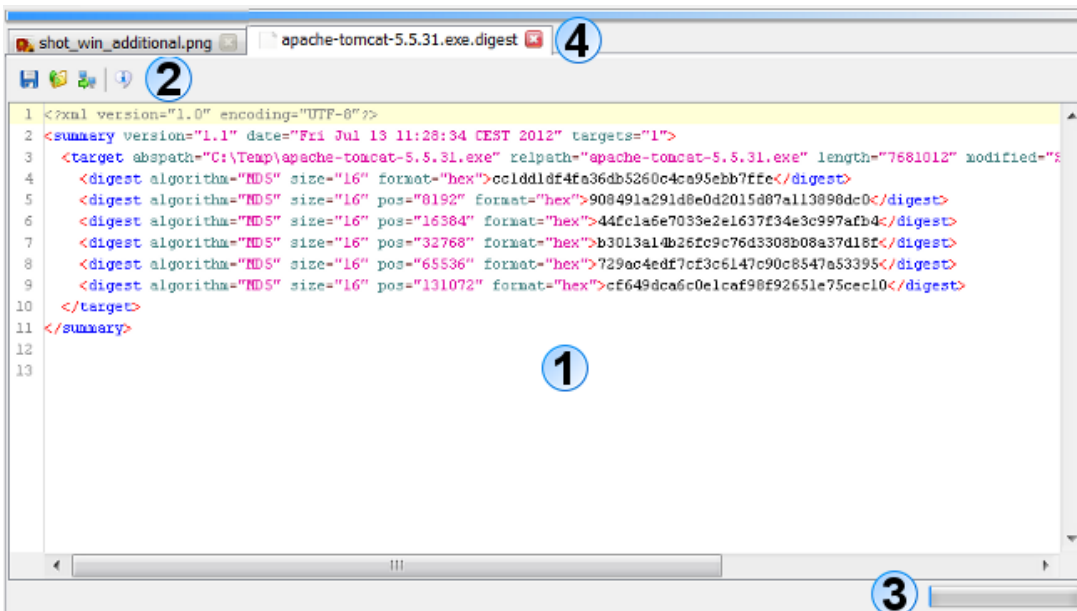 shot_win_additional.png apache-tomcat-5.5.31.exe.digest 4
2
1 <?xml version="1.0" encoding="UTF-8"?>
2 <summary version="1.1" date="Fri Jul 13 11:28:34 CEST 2012" targets="1">
3 <target abspath="C:\Temp\apache-tomcat-5.5.31.exe" relpath="apache-tomcat-5.5.31.exe" length="7681012" modified="
4 <digest algorithm="MD5" size="16" format="hex">cc1dd1df4fa36db5260c4ca95ebb7ffe</digest>
5 <digest algorithm="MD5" size="16" pos="8192" format="hex">908491a291d8e0d2015d87a113898dc0</digest>
6 <digest algorithm="MD5" size="16" pos="16384" format="hex">44fc1a6e7033e2e1637f34e3c997afb4</digest>
7 <digest algorithm="MD5" size="16" pos="32768" format="hex">b3013a14b26fc9c76d3308b08a37d18f</digest>
8 <digest algorithm="MD5" size="16" pos="65536" format="hex">729ac4edf7cf3c6147c90c8547a53395</digest>
9 <digest algorithm="MD5" size="16" pos="131072" format="hex">cf649dca6c0e1caf98f92651e75cec10</digest>
10 </target>
11 </summary>
12
13
1
3